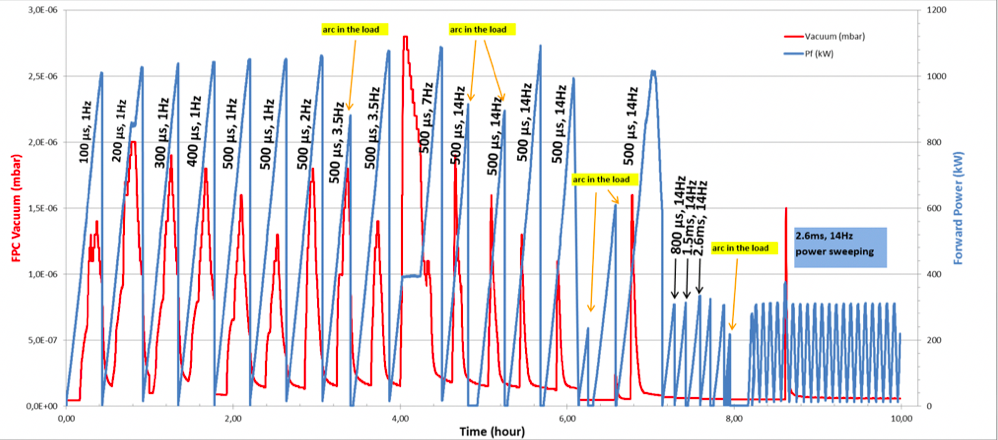 3,0E-06
2,5E-06
2,0E-06
1,5E-06
1,0E-06
5,0E-07
0,0E+00
FPC Vacuum (mbar)
1200
1000
800
600
400
200
0
Forward Power (kW)
0,00
2,00
4,00
6,00
8,00
10,00
Time (hour)
Vacuum (mbar)
Pf (kW)
arc in the load
arc in the load
100 µs, 1Hz
200 µs, 1Hz
300 µs, 1Hz
400 µs, 1Hz
500 µs, 1Hz
500 µs, 1Hz
500 µs, 2Hz
500 µs, 3.5Hz
500 µs, 3.5Hz
500 µs, 7Hz
500 µs, 14Hz
500 µs, 14Hz
500 µs, 14Hz
500 µs, 14Hz
arc in the load
500 µs, 14Hz
800 µs, 14Hz
1.5ms, 14Hz
2.6ms, 14Hz
arc in the load
2.6ms, 14Hz
power sweeping